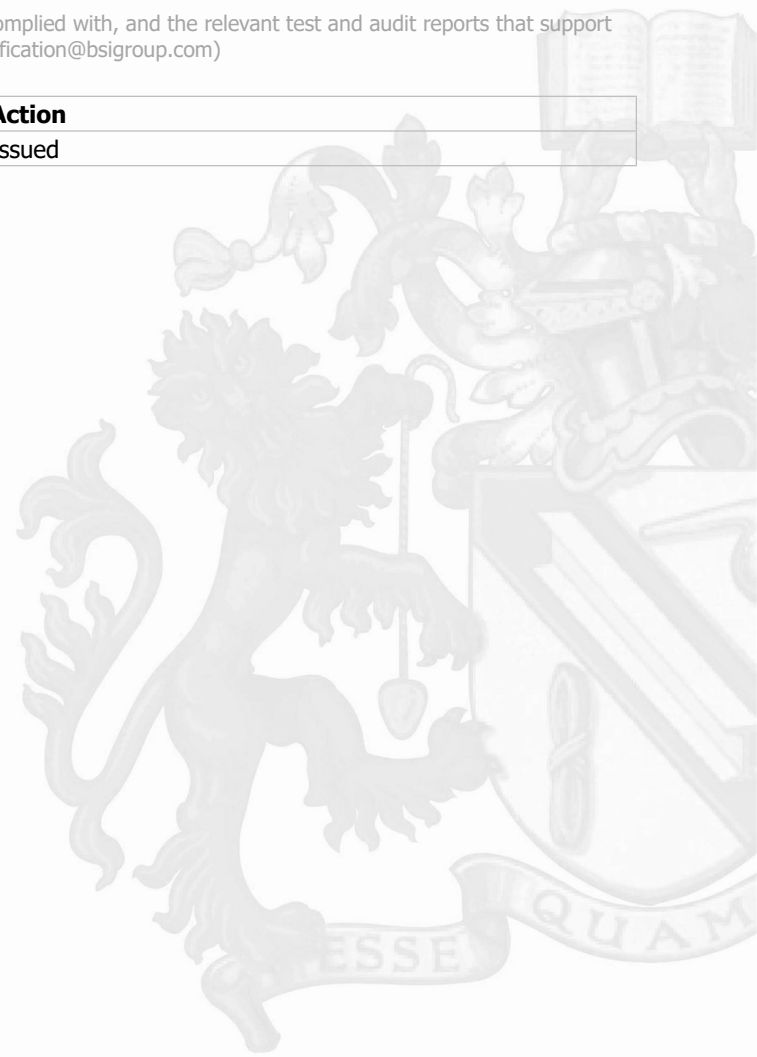 omplied with, and the relevant test and audit reports that support
fication@bsigroup.com)
Action
ssued
ESSE QUAM